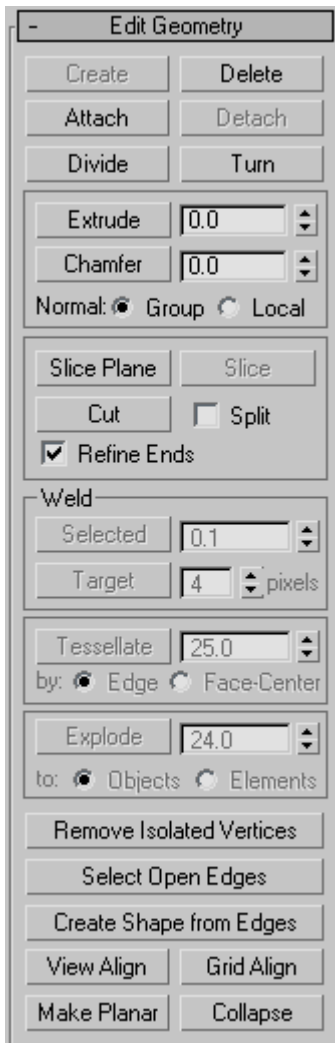 - Edit Geometry
Create Delete
Attach Detach
Divide Turn
Extrude 0.0
Chamfer 0.0
Normal: Group Local
Slice Plane Slice
Cut Split
Refine Ends
Weld
Selected 0.1
Target 4 pixels
Tessellate 25.0
by: Edge Face-Center
Explode 24.0
to: Objects Elements
Remove Isolated Vertices
Select Open Edges
Create Shape from Edges
View Align Grid Align
Make Planar Collapse